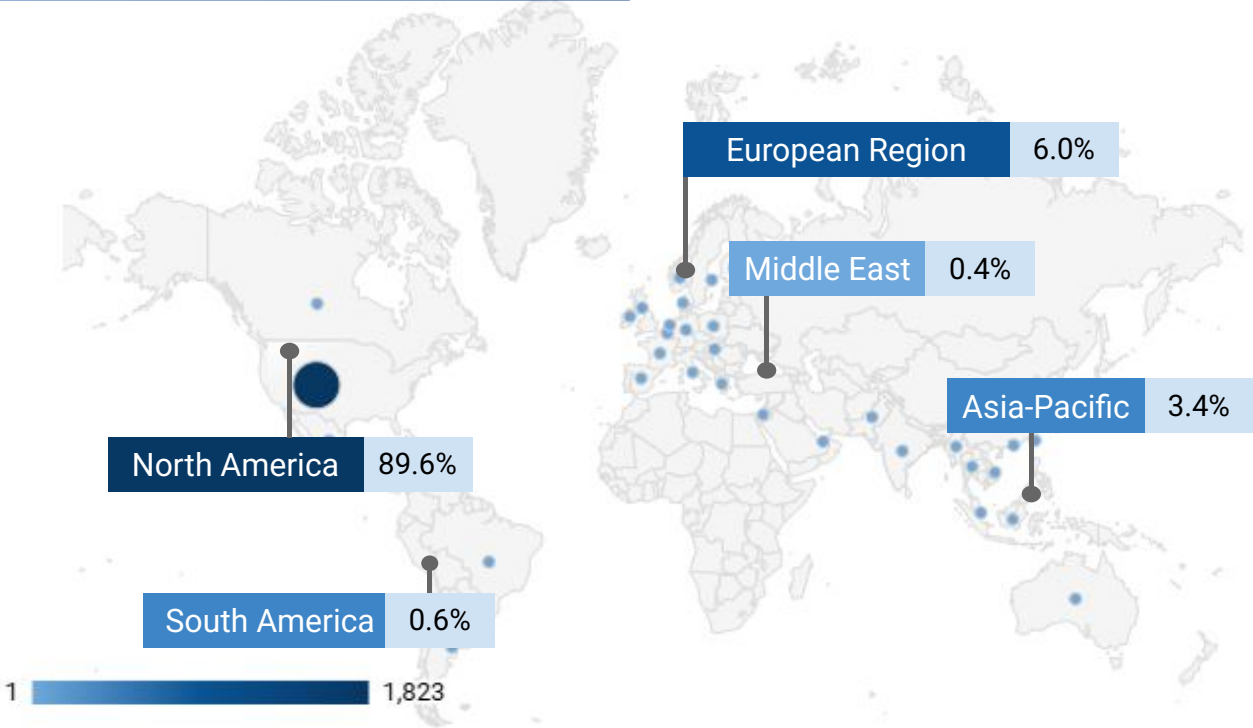 European Region 6.0%
Middle East 0.4%
Asia-Pacific 3.4%
North America 89.6%
South America 0.6%
1 1,823